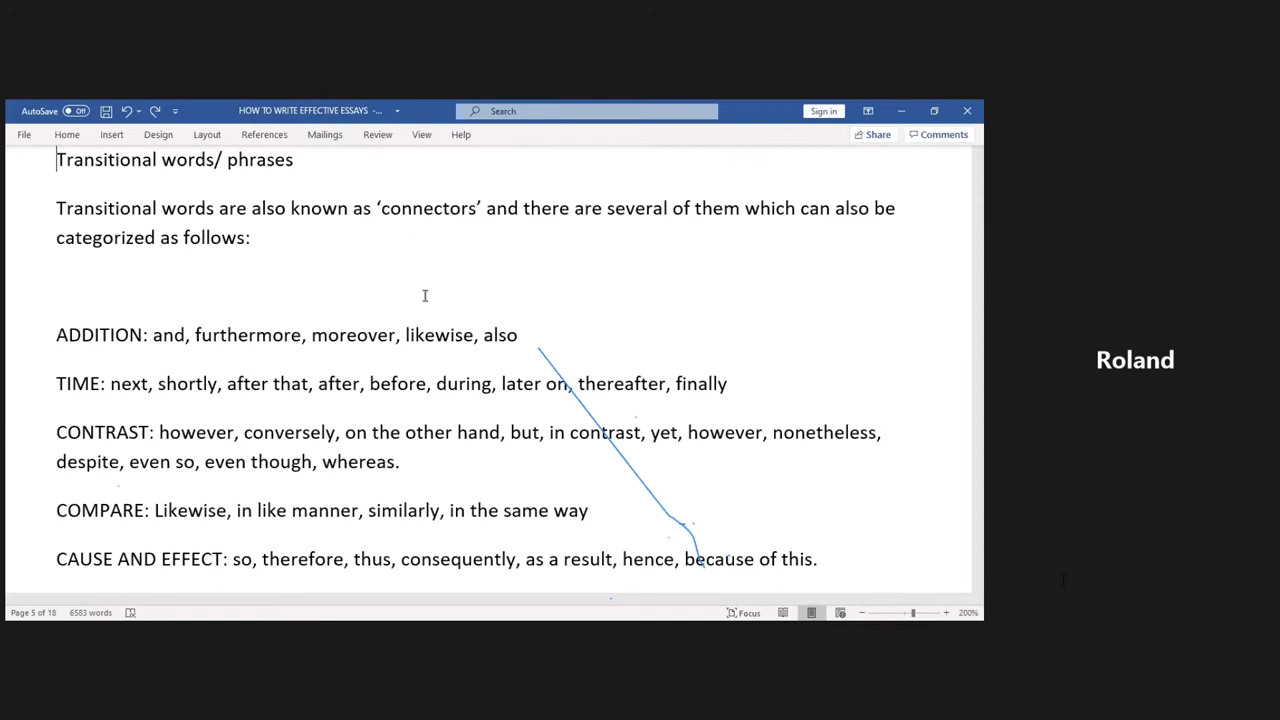 AutoSave Off HOW TO WRITE EFFECTIVE ESSAYS -... Search Sign in
File Home Insert Design Layout References Mailings Review View Help Share Comments
Transitional words/ phrases
Transitional words are also known as ‘connectors’ and there are several of them which can also be
categorized as follows:
ADDITION: and, furthermore, moreover, likewise, also
TIME: next, shortly, after that, after, before, during, later on, thereafter, finally
CONTRAST: however, conversely, on the other hand, but, in contrast, yet, however, nonetheless,
despite, even so, even though, whereas.
COMPARE: Likewise, in like manner, similarly, in the same way
CAUSE AND EFFECT: so, therefore, thus, consequently, as a result, hence, because of this.
Page 5 of 18 6583 words Focus 200%
Roland